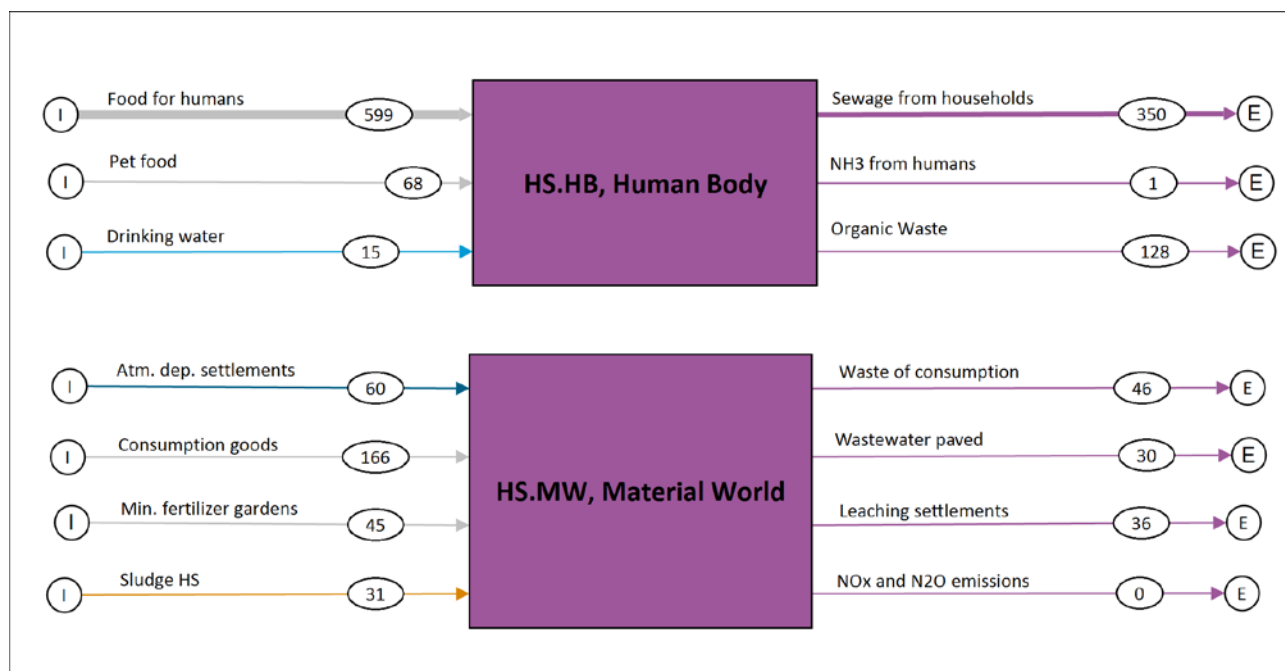 I
Food for humans
599
Sewage from households
350
E
I
Pet food
68
HS.HB, Human Body
NH3 from humans
1
E
I
Drinking water
15
Organic Waste
128
E
I
Atm. dep. settlements
60
Waste of consumption
46
E
I
Consumption goods
166
Wastewater paved
30
E
HS.MW, Material World
I
Min. fertilizer gardens
45
Leaching settlements
36
E
I
Sludge HS
31
NOx and N2O emissions
0
E